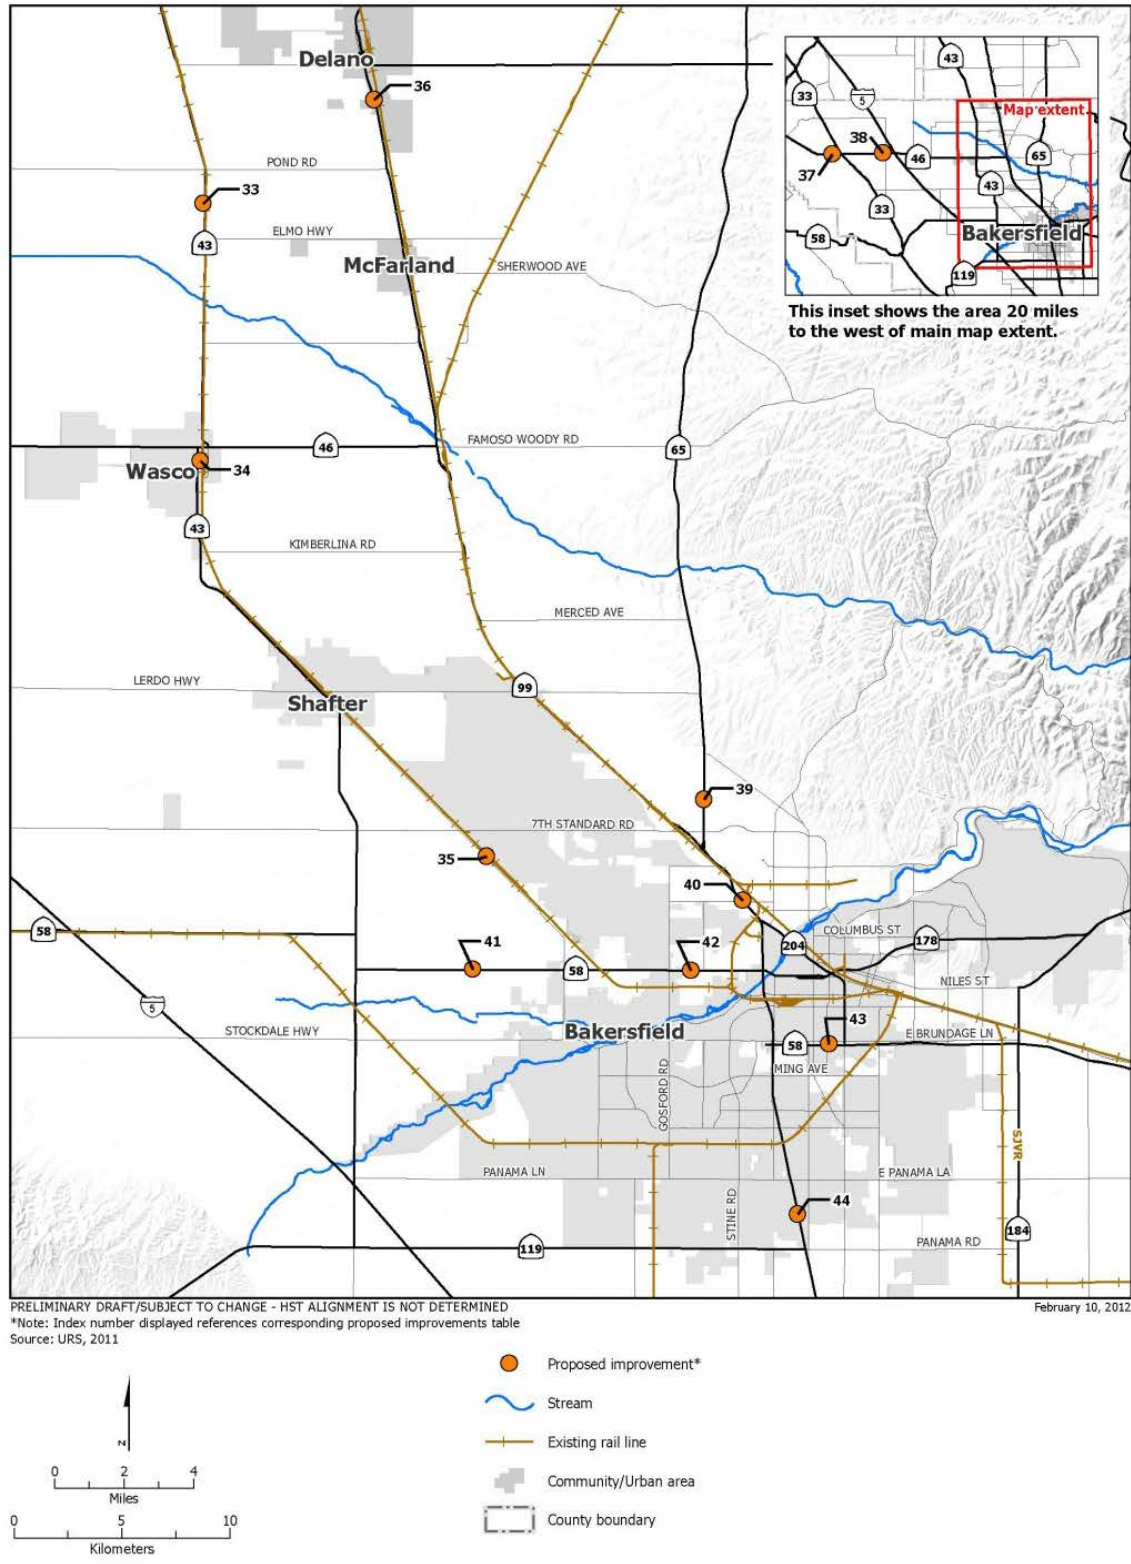 Delano
36
POND RD
33
43
ELMO HWY
McFarland
SHERWOOD AVE
43
33
5
38
46
37
65
43
33
58
119
Map extent
Bakersfield
This inset shows the area 20 miles
to the west of main map extent.
46
FAMOSO WOODY RD
65
Wasco
34
43
KIMBERLINA RD
MERCED AVE
LERDO HWY
99
Shafter
39
7TH STANDARD RD
35
40
58
41
42
58
204
COLUMBUS ST
178
NILES ST
5
STOCKDALE HWY
Bakersfield
43
58
E BRUNDAGE LN
MING AVE
GOSFORD RD
SJVR
PANAMA LN
E PANAMA LA
STINE RD
44
184
119
PANAMA RD
PRELIMINARY DRAFT/SUBJECT TO CHANGE - HST ALIGNMENT IS NOT DETERMINED
February 10, 2012
*Note: Index number displayed references corresponding proposed improvements table
Source: URS, 2011
Proposed improvement*
Stream
Existing rail line
Community/Urban area
County boundary
N
0 2 4
Miles
0 5 10
Kilometers